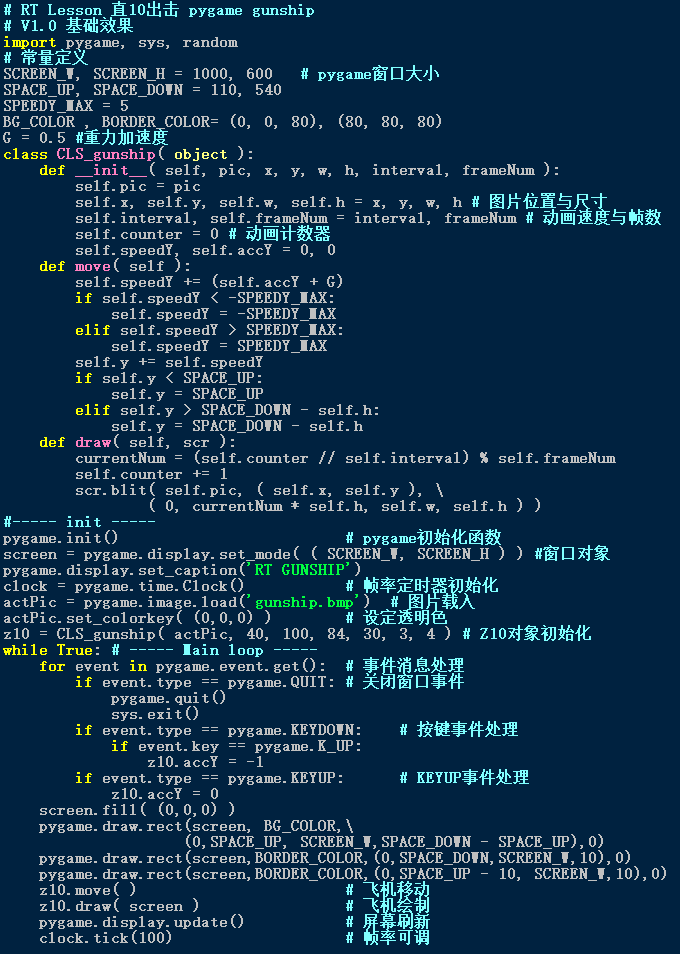 # RT Lesson 直10出击 pygame gunship
# V1.0 基础效果
import pygame, sys, random
# 常量定义
SCREEN_W, SCREEN_H = 1000, 600   # pygame窗口大小
SPACE_UP, SPACE_DOWN = 110, 540
SPEEDY_MAX = 5
BG_COLOR , BORDER_COLOR= (0, 0, 80), (80, 80, 80)
G = 0.5 #重力加速度
class CLS_gunship( object ):
    def __init__( self, pic, x, y, w, h, interval, frameNum ):
        self.pic = pic
        self.x, self.y, self.w, self.h = x, y, w, h # 图片位置与尺寸
        self.interval, self.frameNum = interval, frameNum # 动画速度与帧数
        self.counter = 0 # 动画计数器
        self.speedY, self.accY = 0, 0
    def move( self ):
        self.speedY += (self.accY + G)
        if self.speedY < -SPEEDY_MAX:
            self.speedY = -SPEEDY_MAX
        elif self.speedY > SPEEDY_MAX:
            self.speedY = SPEEDY_MAX
        self.y += self.speedY
        if self.y < SPACE_UP:
            self.y = SPACE_UP
        elif self.y > SPACE_DOWN - self.h:
            self.y = SPACE_DOWN - self.h
    def draw( self, scr ):
        currentNum = (self.counter // self.interval) % self.frameNum
        self.counter += 1
        scr.blit( self.pic, ( self.x, self.y ), \
                ( 0, currentNum * self.h, self.w, self.h ) )
#----- init -----
pygame.init()                         # pygame初始化函数
screen = pygame.display.set_mode( ( SCREEN_W, SCREEN_H ) ) #窗口对象
pygame.display.set_caption('RT GUNSHIP')
clock = pygame.time.Clock()           # 帧率定时器初始化
actPic = pygame.image.load('gunship.bmp')  # 图片载入
actPic.set_colorkey( (0,0,0) )        # 设定透明色
z10 = CLS_gunship( actPic, 40, 100, 84, 30, 3, 4 ) # Z10对象初始化
while True: # ----- Main loop -----
    for event in pygame.event.get():  # 事件消息处理
        if event.type == pygame.QUIT: # 关闭窗口事件
            pygame.quit()
            sys.exit()
        if event.type == pygame.KEYDOWN:    # 按键事件处理
            if event.key == pygame.K_UP:
                z10.accY = -1
        if event.type == pygame.KEYUP:      # KEYUP事件处理
            z10.accY = 0
    screen.fill( (0,0,0) )
    pygame.draw.rect(screen, BG_COLOR,\
                    (0,SPACE_UP, SCREEN_W,SPACE_DOWN - SPACE_UP),0)
    pygame.draw.rect(screen,BORDER_COLOR,(0,SPACE_DOWN,SCREEN_W,10),0)
    pygame.draw.rect(screen,BORDER_COLOR,(0,SPACE_UP - 10, SCREEN_W,10),0)
    z10.move( )                       # 飞机移动
    z10.draw( screen )                # 飞机绘制
    pygame.display.update()           # 屏幕刷新
    clock.tick(100)                   # 帧率可调